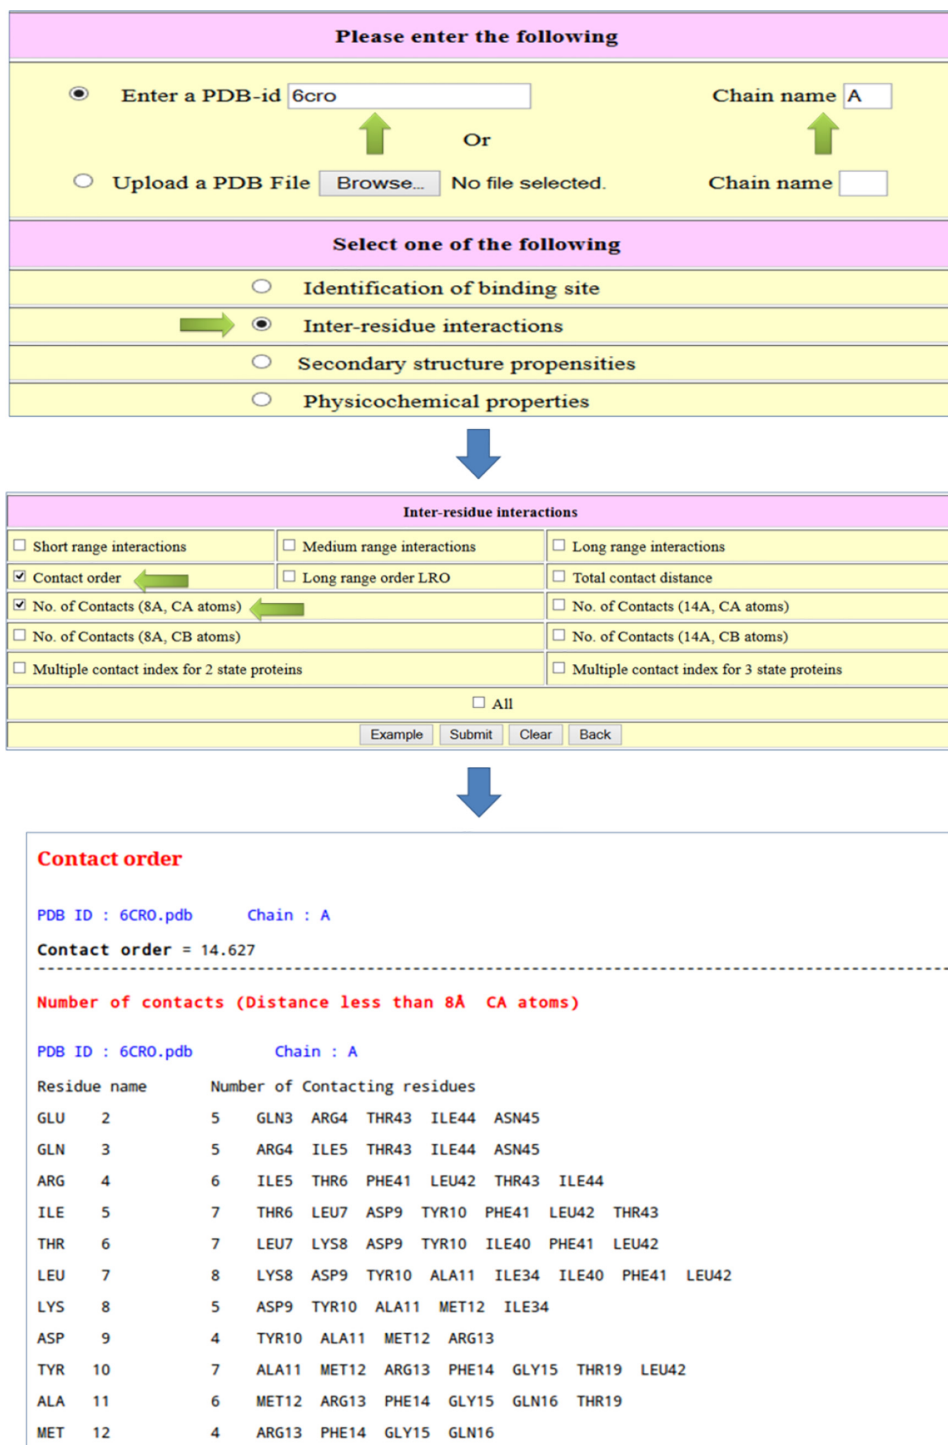 Please enter the following
Enter a PDB-id 6cro Chain name A
Or
Upload a PDB File Browse... No file selected. Chain name
Select one of the following
Identification of binding site
Inter-residue interactions
Secondary structure propensities
Physicochemical properties
Inter-residue interactions
Short range interactions Medium range interactions Long range interactions
Contact order Long range order LRO Total contact distance
No. of Contacts (8A, CA atoms) No. of Contacts (14A, CA atoms)
No. of Contacts (8A, CB atoms) No. of Contacts (14A, CB atoms)
Multiple contact index for 2 state proteins Multiple contact index for 3 state proteins
All
Example Submit Clear Back
Contact order
PDB ID : 6CRO.pdb Chain : A
Contact order = 14.627
Number of contacts (Distance less than 8Å CA atoms)
PDB ID : 6CRO.pdb Chain : A
Residue name Number of Contacting residues
GLU 2 5 GLN3 ARG4 THR43 ILE44 ASN45
GLN 3 5 ARG4 ILE5 THR43 ILE44 ASN45
ARG 4 6 ILE5 THR6 PHE41 LEU42 THR43 ILE44
ILE 5 7 THR6 LEU7 ASP9 TYR10 PHE41 LEU42 THR43
THR 6 7 LEU7 LYS8 ASP9 TYR10 ILE40 PHE41 LEU42
LEU 7 8 LYS8 ASP9 TYR10 ALA11 ILE34 ILE40 PHE41 LEU42
LYS 8 5 ASP9 TYR10 ALA11 MET12 ILE34
ASP 9 4 TYR10 ALA11 MET12 ARG13
TYR 10 7 ALA11 MET12 ARG13 PHE14 GLY15 THR19 LEU42
ALA 11 6 MET12 ARG13 PHE14 GLY15 GLN16 THR19
MET 12 4 ARG13 PHE14 GLY15 GLN16